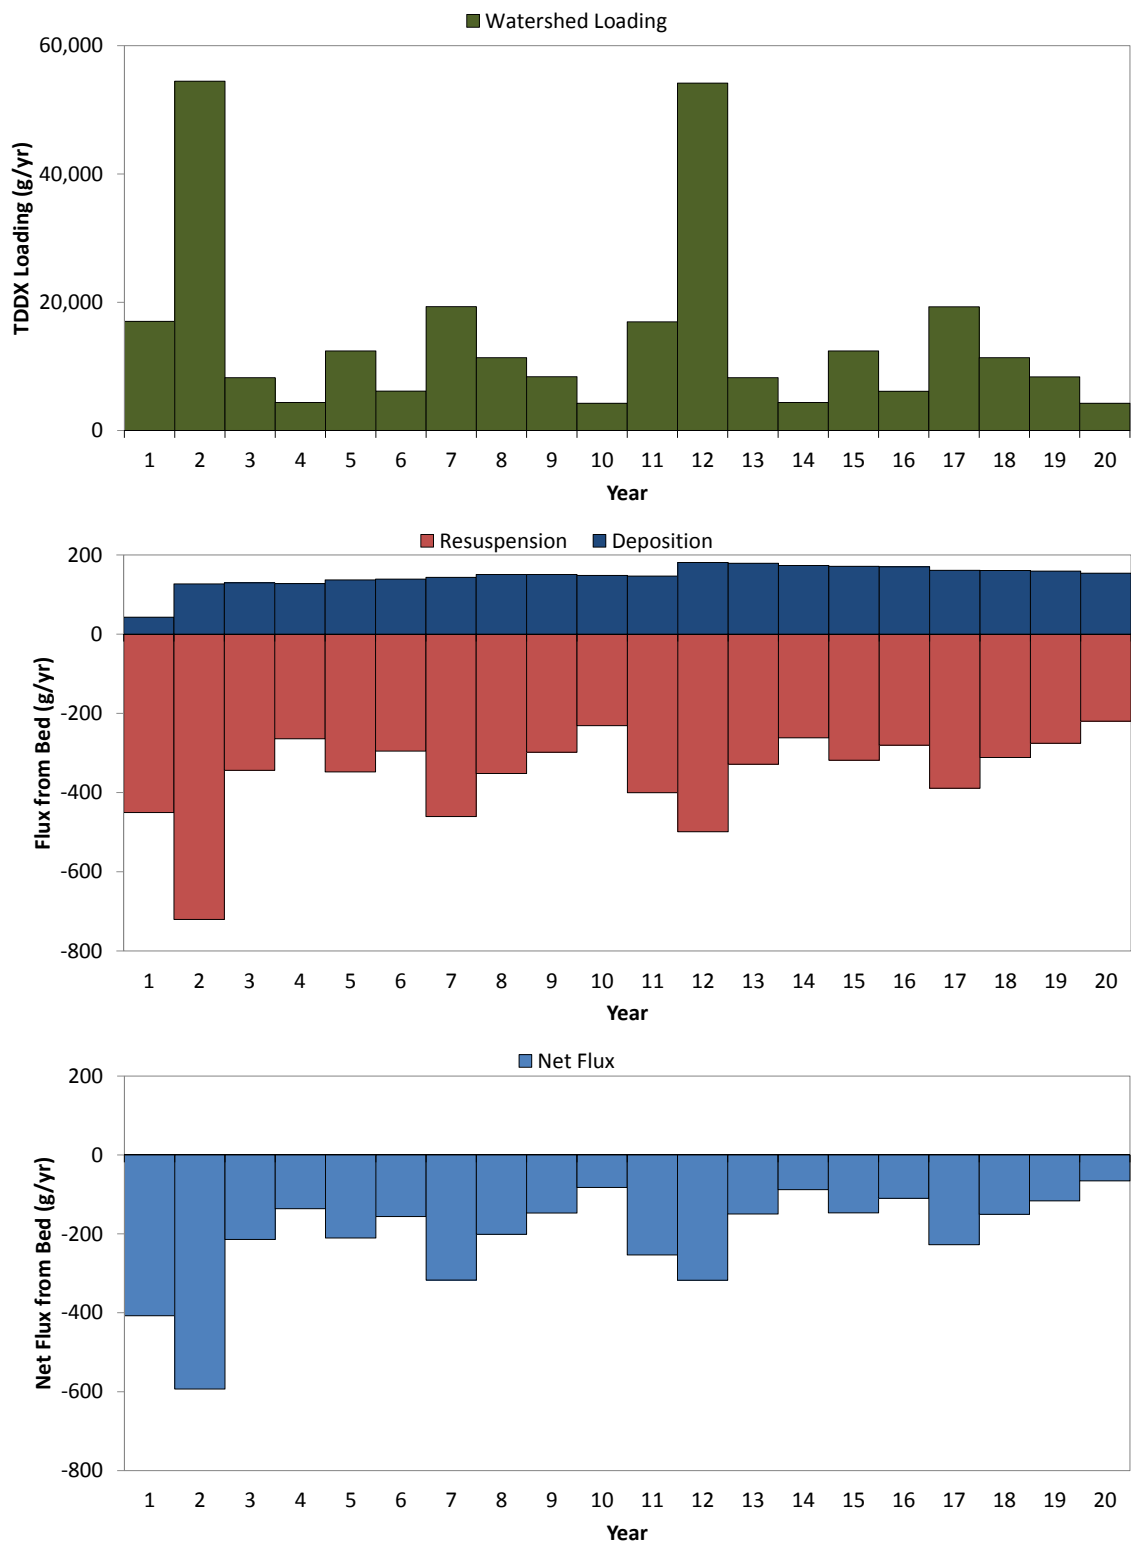 Watershed Loading
60,000
40,000
20,000
0
TDDX Loading (g/yr)
1 2 3 4 5 6 7 8 9 10 11 12 13 14 15 16 17 18 19 20
Year
Resuspension Deposition
200
0
-200
-400
-600
-800
Flux from Bed (g/yr)
1 2 3 4 5 6 7 8 9 10 11 12 13 14 15 16 17 18 19 20
Year
Net Flux
200
0
-200
-400
-600
-800
Net Flux from Bed (g/yr)
1 2 3 4 5 6 7 8 9 10 11 12 13 14 15 16 17 18 19 20
Year